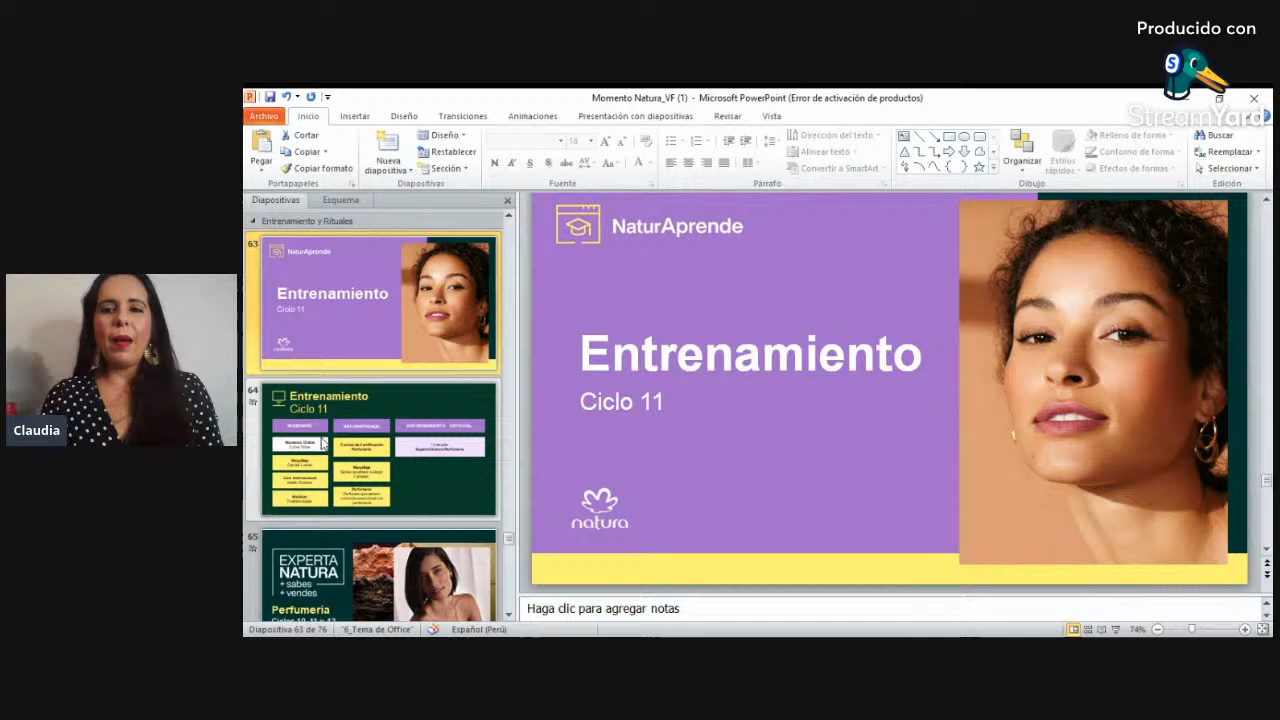 Producido con
StreamYard
Momento Natura_VF (1) - Microsoft PowerPoint (Error de activación de productos)
Archivo
Inicio
Insertar
Diseño
Transiciones
Animaciones
Presentación con diapositivas
Revisar
Vista
Pegar
Cortar
Copiar
Copiar formato
Portapapeles
Nueva diapositiva
Diseño
Restablecer
Sección
Diapositivas
18
Fuente
Dirección del texto
Alinear texto
Convertir a SmartArt
Párrafo
Organizar
Estilos rápidos
Relleno de forma
Contorno de forma
Efectos de formas
Dibujo
Buscar
Reemplazar
Seleccionar
Edición
Diapositivas
Esquema
Entrenamiento y Rituales
63
NaturAprende
Entrenamiento
Ciclo 11
natura
64
Entrenamiento
Ciclo 11
65
EXPERTA
NATURA
+ sabes
+ vendes
Perfumería
NaturAprende
Entrenamiento
Ciclo 11
natura
Claudia
Haga clic para agregar notas
Diapositiva 63 de 76
"6_Tema de Office"
Español (Perú)
74%